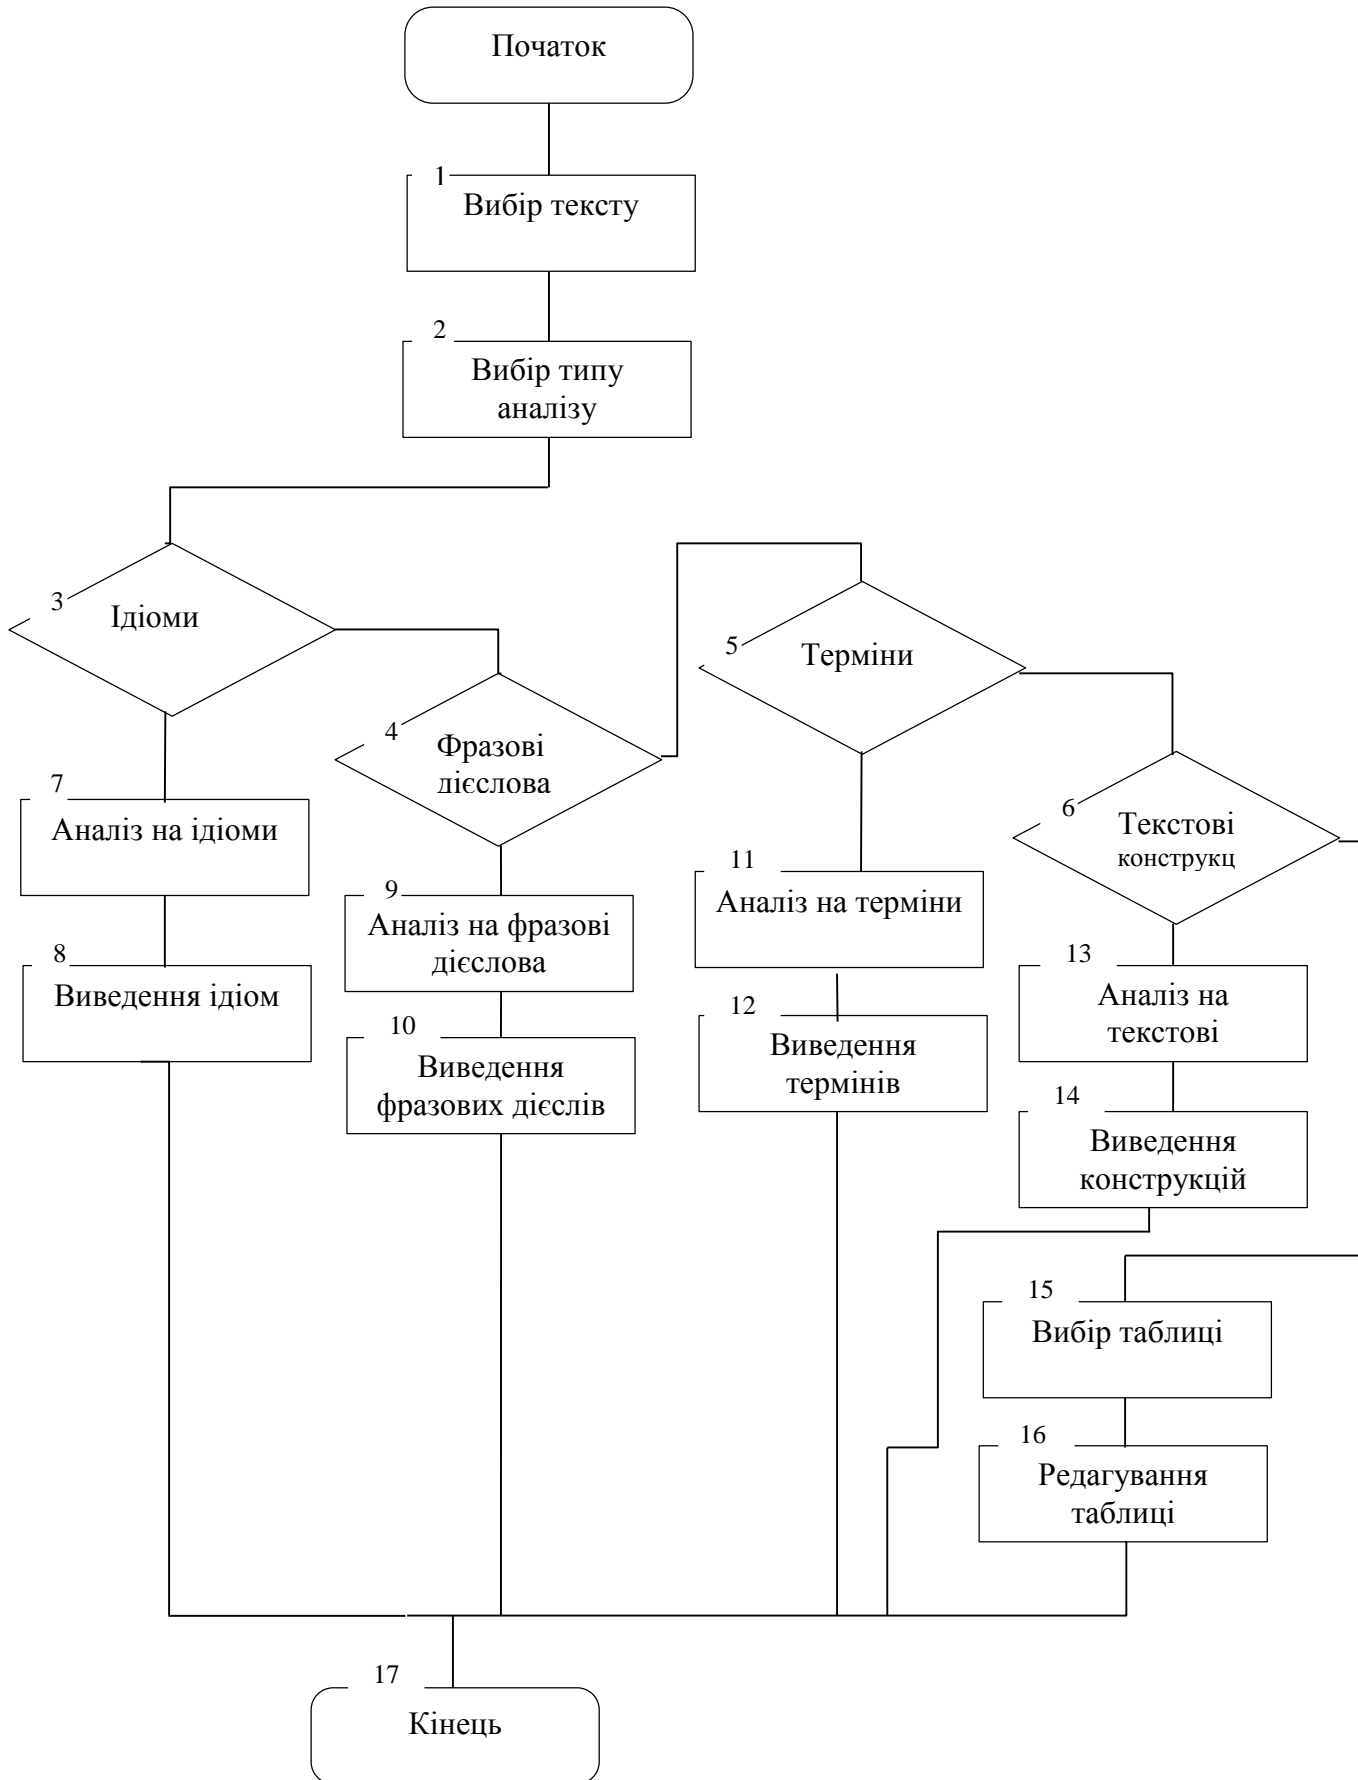 Початок
1
Вибір тексту
2
Вибір типу
аналізу
3
Ідіоми
4
Фразові
дієслова
5
Терміни
6
Текстові
конструкц
7
Аналіз на ідіоми
8
Виведення ідіом
9
Аналіз на фразові
дієслова
10
Виведення
фразових дієслів
11
Аналіз на терміни
12
Виведення
термінів
13
Аналіз на
текстові
14
Виведення
конструкцій
15
Вибір таблиці
16
Редагування
таблиці
17
Кінець